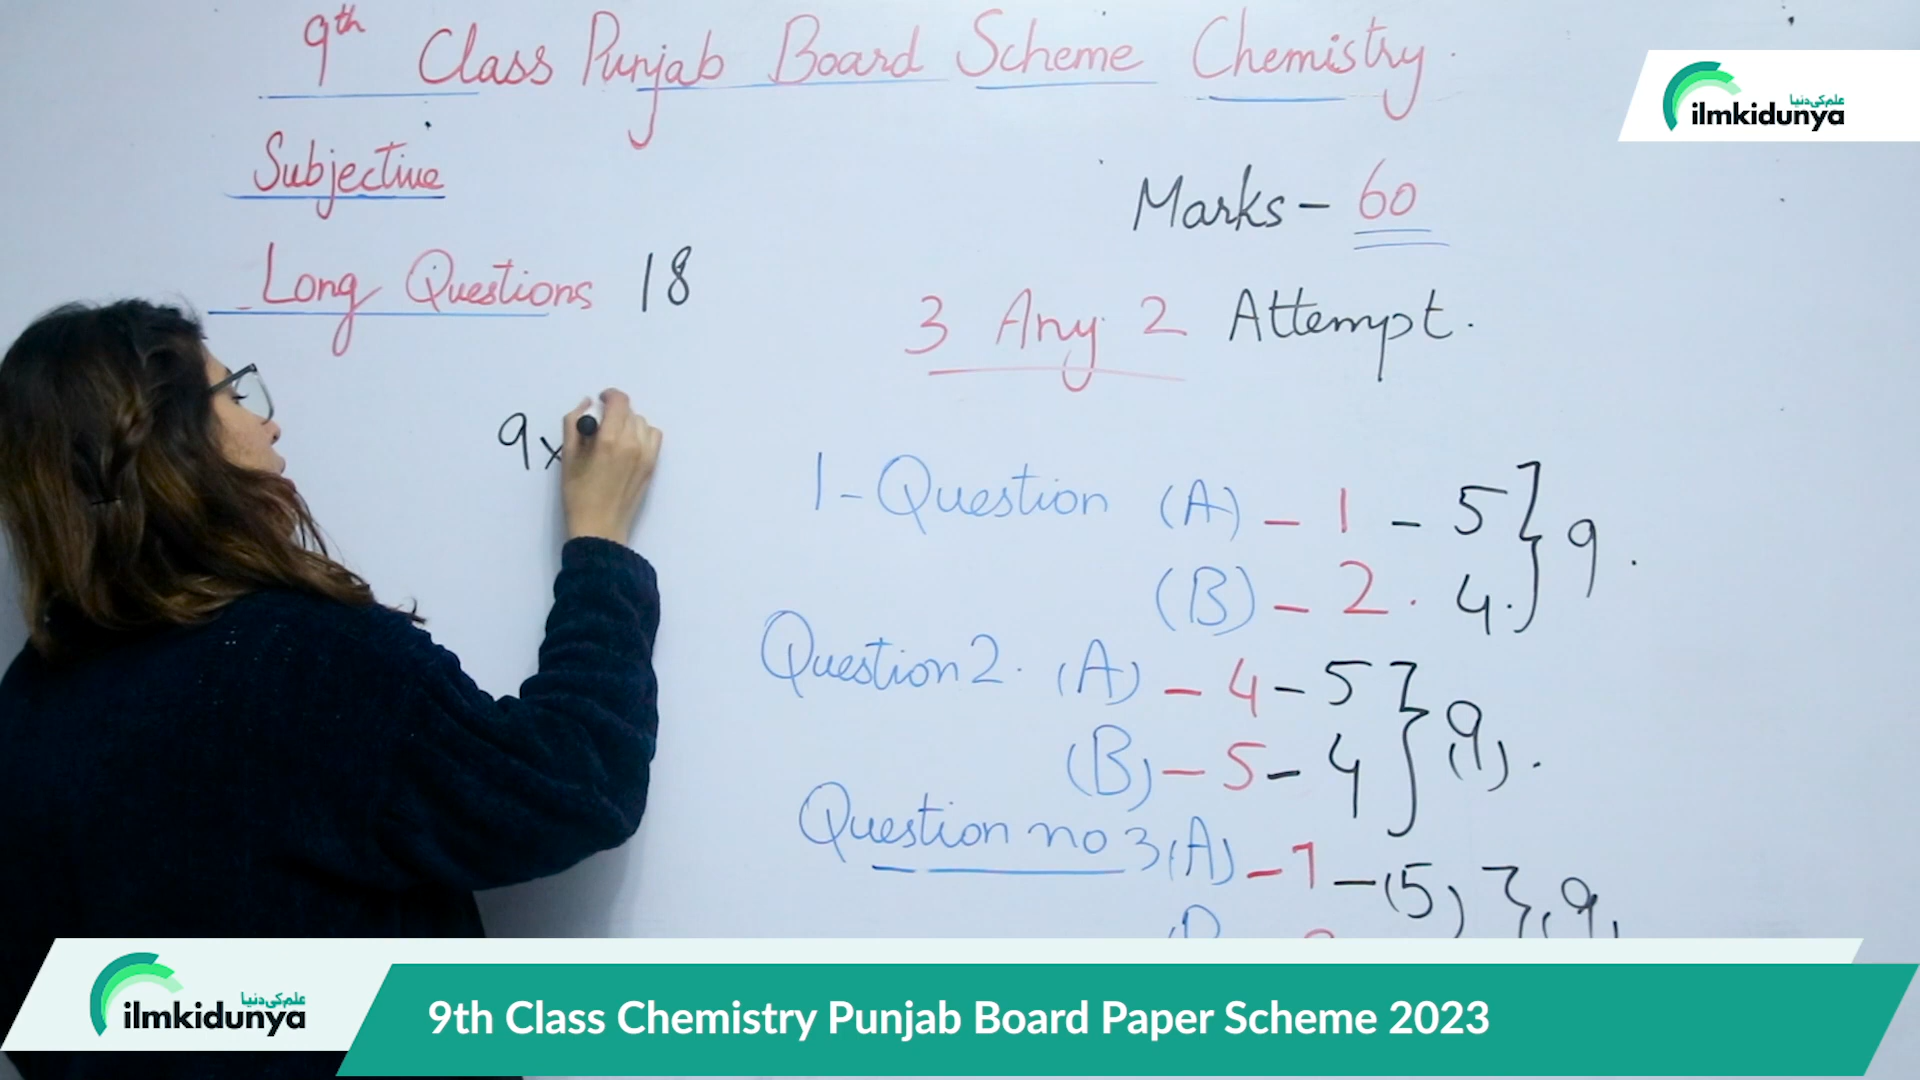 9th Class Punjab Board Scheme Chemistry.
علم کی دنیا
ilmkidunya
Subjective
Marks - 60
Long Questions 18
3 Any 2 Attempt.
9x
1-Question (A) - 1 - 5 } 9.
(B) - 2. 4.
Question 2. (A) - 4 - 5 } 9
(B) - 5 - 4
Question no 3 (A) - 7 - (5) } 9
علم کی دنیا
ilmkidunya
9th Class Chemistry Punjab Board Paper Scheme 2023